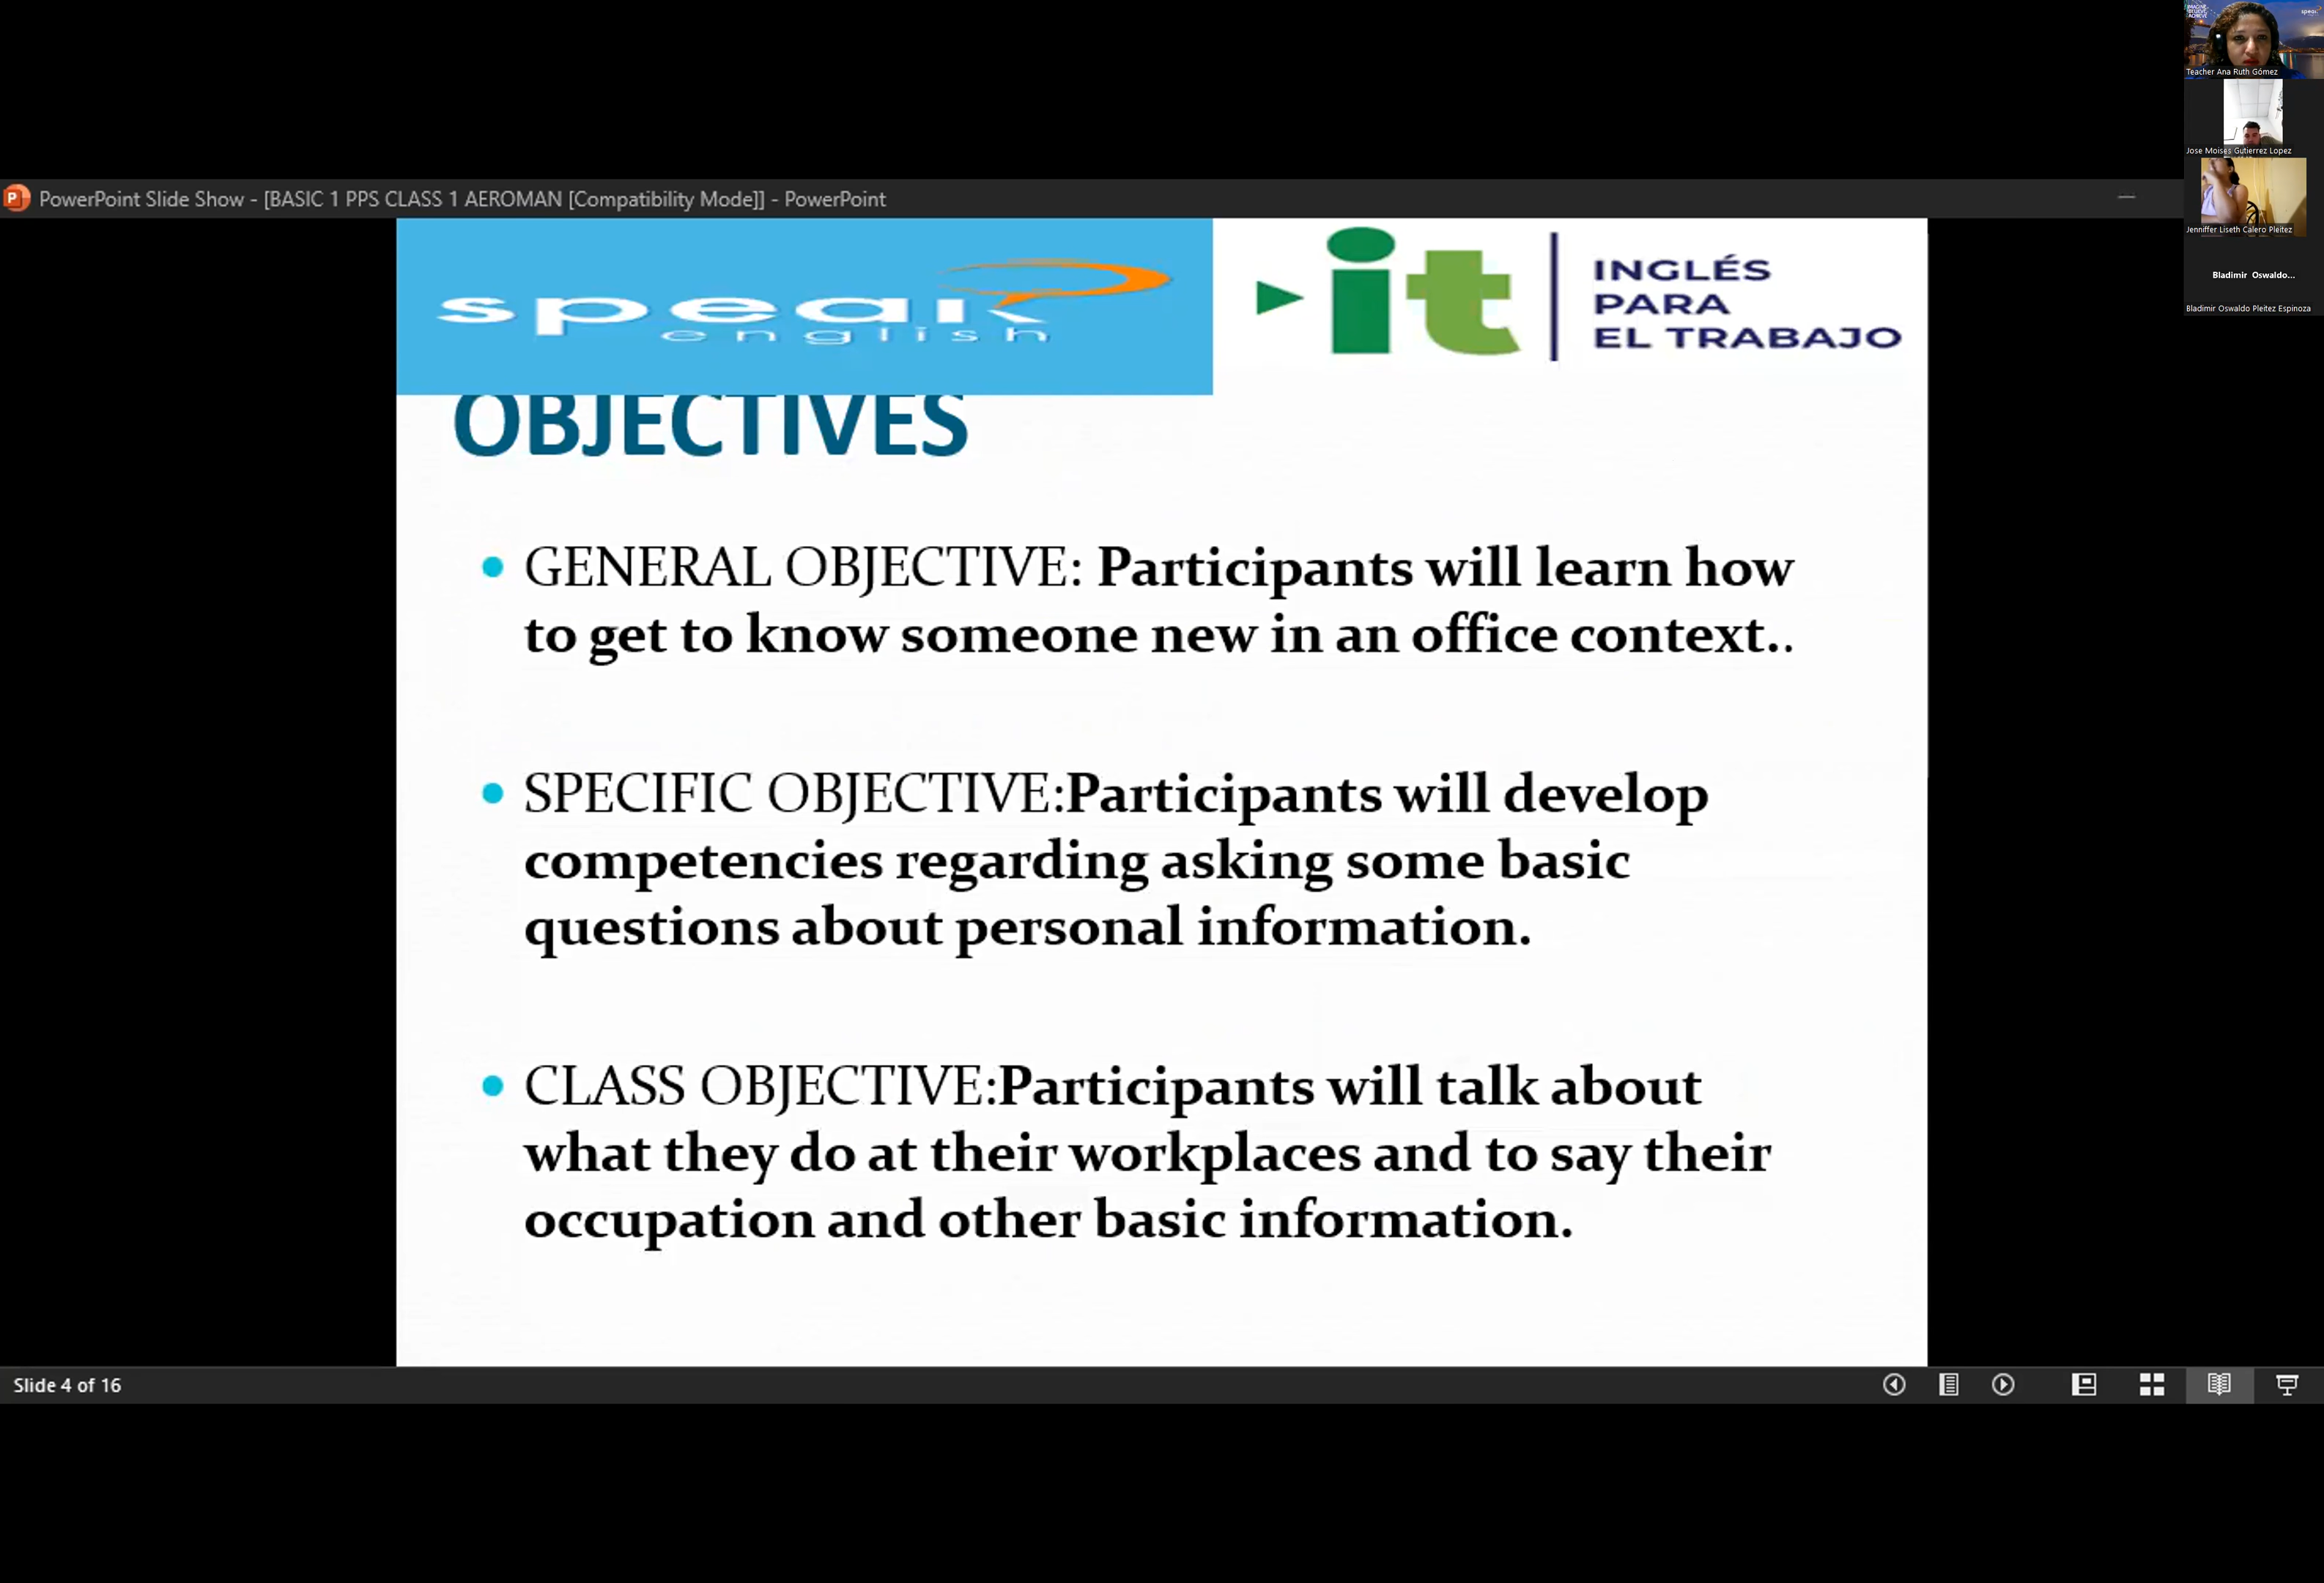 PowerPoint Slide Show - [BASIC 1 PPS CLASS 1 AEROMAN [Compatibility Mode]] - PowerPoint
speak
english
it
INGLÉS
PARA
EL TRABAJO
OBJECTIVES
• GENERAL OBJECTIVE: Participants will learn how
to get to know someone new in an office context..
• SPECIFIC OBJECTIVE:Participants will develop
competencies regarding asking some basic
questions about personal information.
• CLASS OBJECTIVE:Participants will talk about
what they do at their workplaces and to say their
occupation and other basic information.
Slide 4 of 16
Teacher Ana Ruth Gómez
Jose Moises Gutierrez Lopez
Jenniffer Liseth Calero Pleitez
Bladimir Oswaldo...
Bladimir Oswaldo Pleitez Espinoza